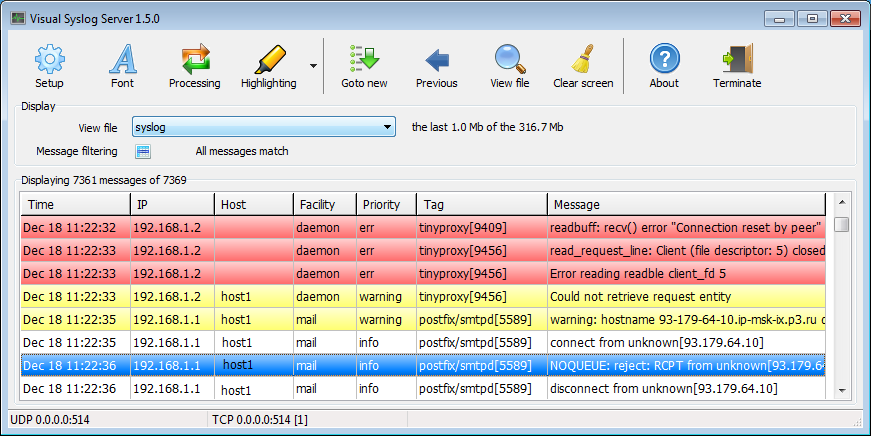 Visual Syslog Server 1.5.0
Setup Font Processing Highlighting Goto new Previous View file Clear screen About Terminate
Display
View file syslog the last 1.0 Mb of the 316.7 Mb
Message filtering All messages match
Displaying 7361 messages of 7369
Time IP Host Facility Priority Tag Message
Dec 18 11:22:32 192.168.1.2 daemon err tinyproxy[9409] readbuff: recv() error "Connection reset by peer"
Dec 18 11:22:33 192.168.1.2 daemon err tinyproxy[9456] read_request_line: Client (file descriptor: 5) closed
Dec 18 11:22:33 192.168.1.2 daemon err tinyproxy[9456] Error reading readble client_fd 5
Dec 18 11:22:33 192.168.1.2 host1 daemon warning tinyproxy[9456] Could not retrieve request entity
Dec 18 11:22:35 192.168.1.1 host1 mail warning postfix/smtpd[5589] warning: hostname 93-179-64-10.ip-msk-ix.p3.ru
Dec 18 11:22:35 192.168.1.1 host1 mail info postfix/smtpd[5589] connect from unknown[93.179.64.10]
Dec 18 11:22:36 192.168.1.1 host1 mail info postfix/smtpd[5589] NOQUEUE: reject: RCPT from unknown[93.179.6
Dec 18 11:22:36 192.168.1.1 host1 mail info postfix/smtpd[5589] disconnect from unknown[93.179.64.10]
UDP 0.0.0.0:514 TCP 0.0.0.0:514 [1]